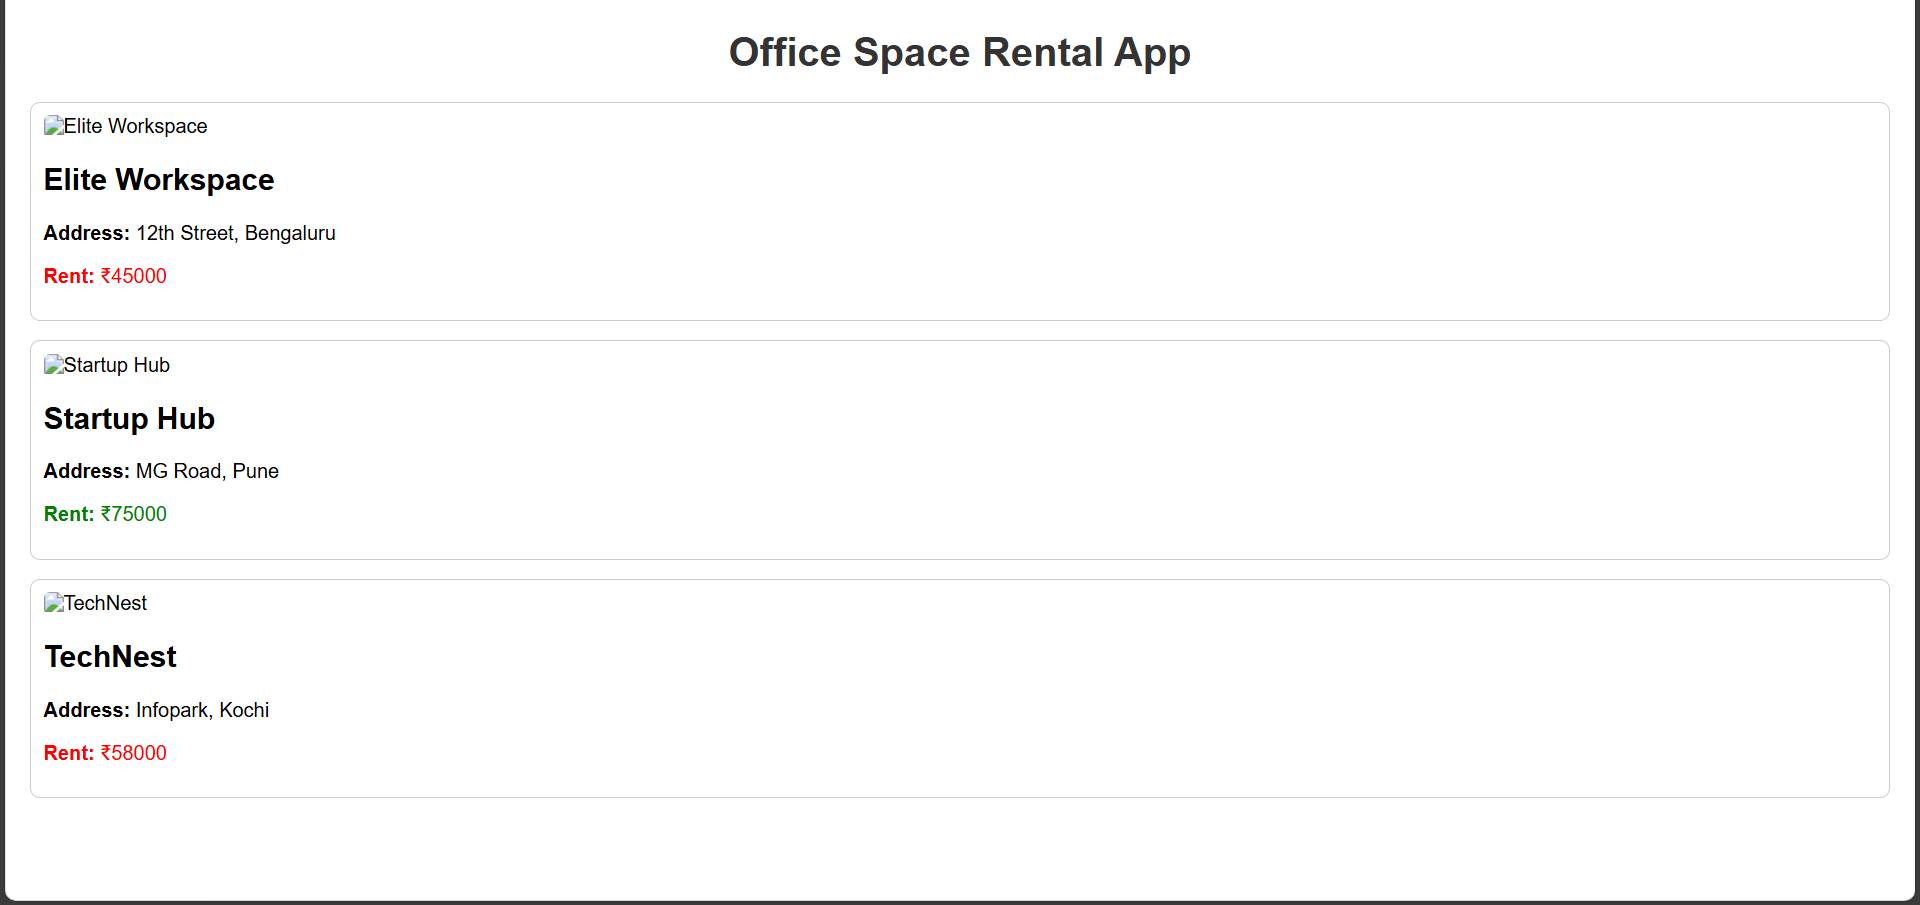 Office Space Rental App
Elite Workspace
Elite Workspace
Address: 12th Street, Bengaluru
Rent: ₹45000
Startup Hub
Startup Hub
Address: MG Road, Pune
Rent: ₹75000
TechNest
TechNest
Address: Infopark, Kochi
Rent: ₹58000